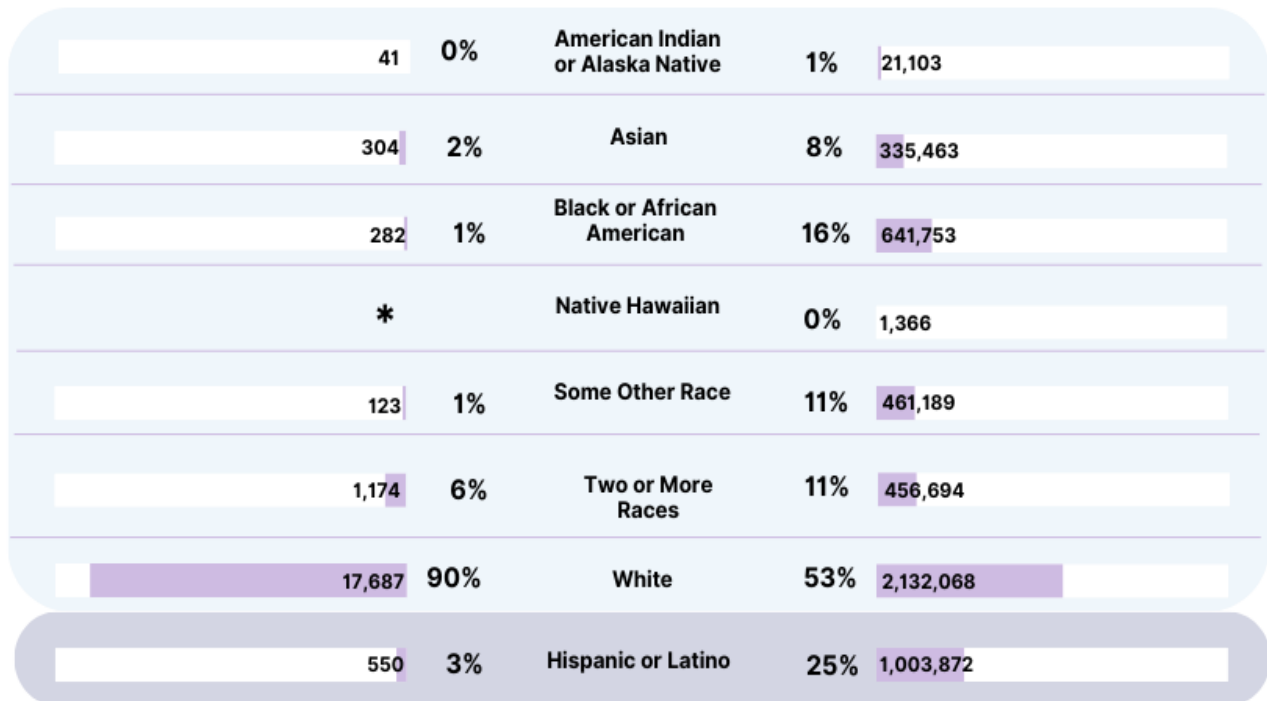 41 0% American Indian or Alaska Native 1% 21,103
304 2% Asian 8% 335,463
282 1% Black or African American 16% 641,753
* Native Hawaiian 0% 1,366
123 1% Some Other Race 11% 461,189
1,174 6% Two or More Races 11% 456,694
17,687 90% White 53% 2,132,068
550 3% Hispanic or Latino 25% 1,003,872